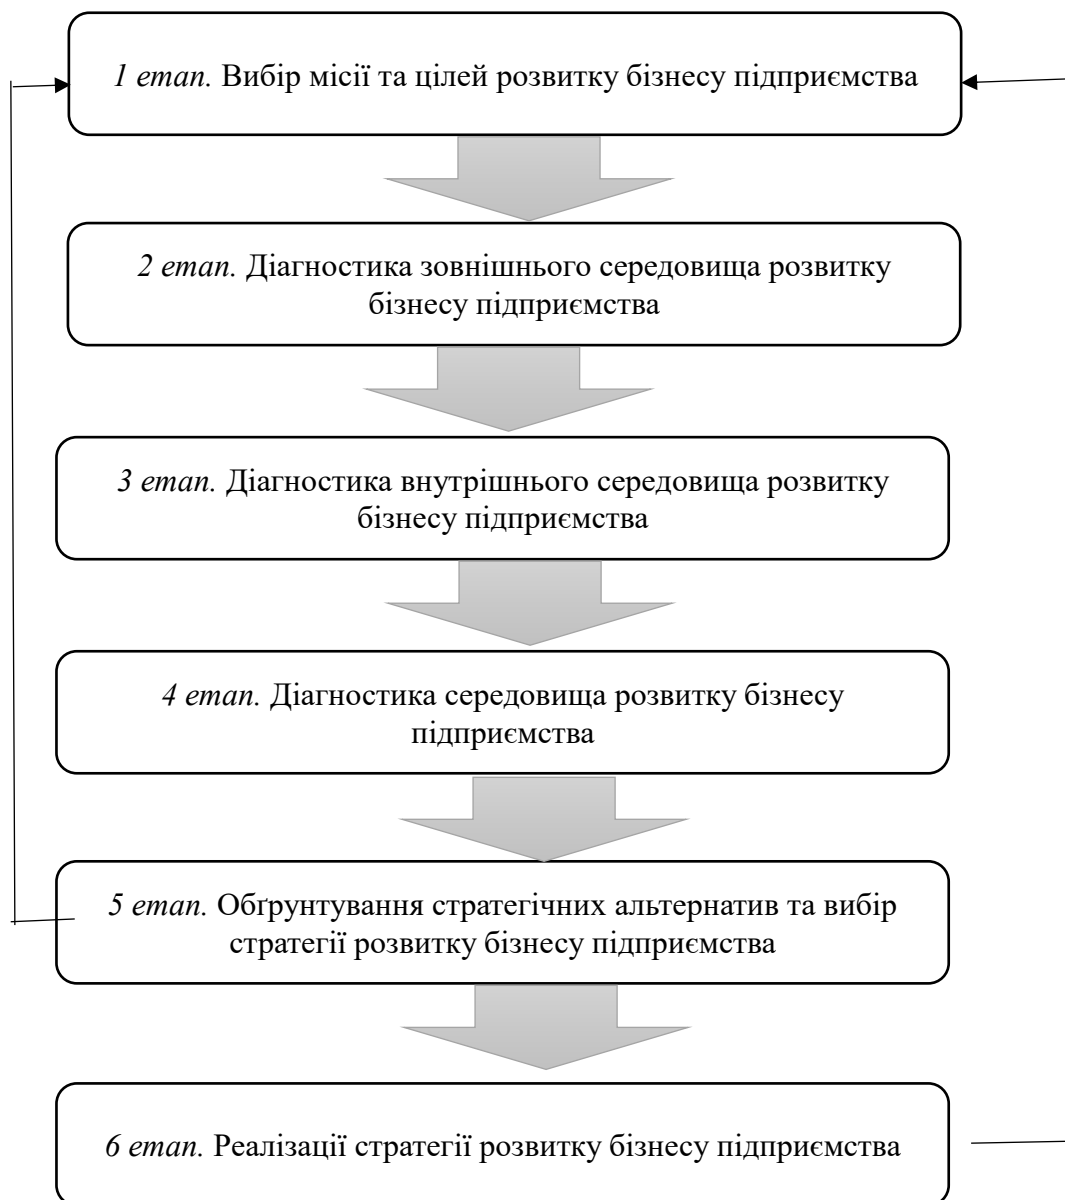 1 етап. Вибір місії та цілей розвитку бізнесу підприємства
2 етап. Діагностика зовнішнього середовища розвитку
бізнесу підприємства
3 етап. Діагностика внутрішнього середовища розвитку
бізнесу підприємства
4 етап. Діагностика середовища розвитку бізнесу
підприємства
5 етап. Обґрунтування стратегічних альтернатив та вибір
стратегії розвитку бізнесу підприємства
6 етап. Реалізації стратегії розвитку бізнесу підприємства